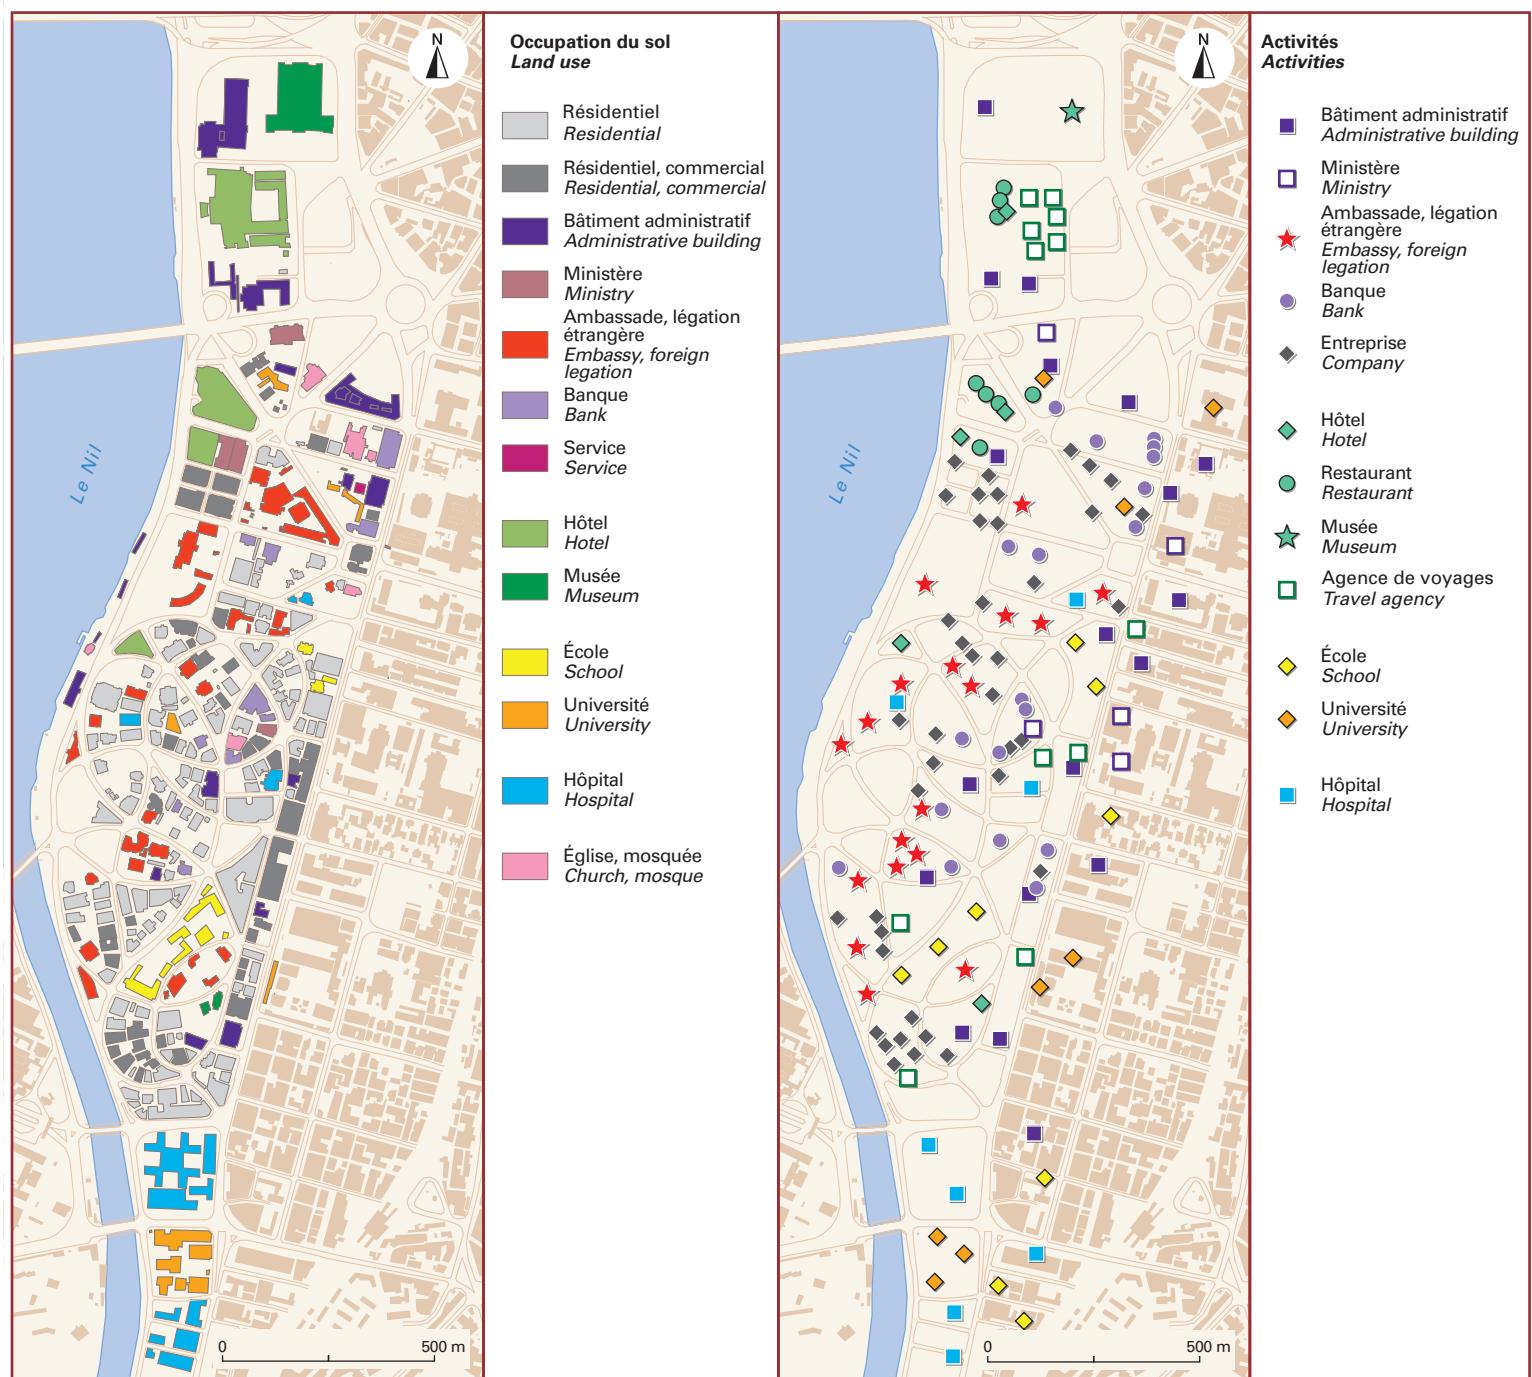 N
Le Nil
0
500 m
Occupation du sol
Land use
Résidentiel
Residential
Résidentiel, commercial
Residential, commercial
Bâtiment administratif
Administrative building
Ministère
Ministry
Ambassade, légation
étrangère
Embassy, foreign
legation
Banque
Bank
Service
Service
Hôtel
Hotel
Musée
Museum
École
School
Université
University
Hôpital
Hospital
Église, mosquée
Church, mosque
N
Le Nil
0
500 m
Activités
Activities
Bâtiment administratif
Administrative building
Ministère
Ministry
Ambassade, légation
étrangère
Embassy, foreign
legation
Banque
Bank
Entreprise
Company
Hôtel
Hotel
Restaurant
Restaurant
Musée
Museum
Agence de voyages
Travel agency
École
School
Université
University
Hôpital
Hospital